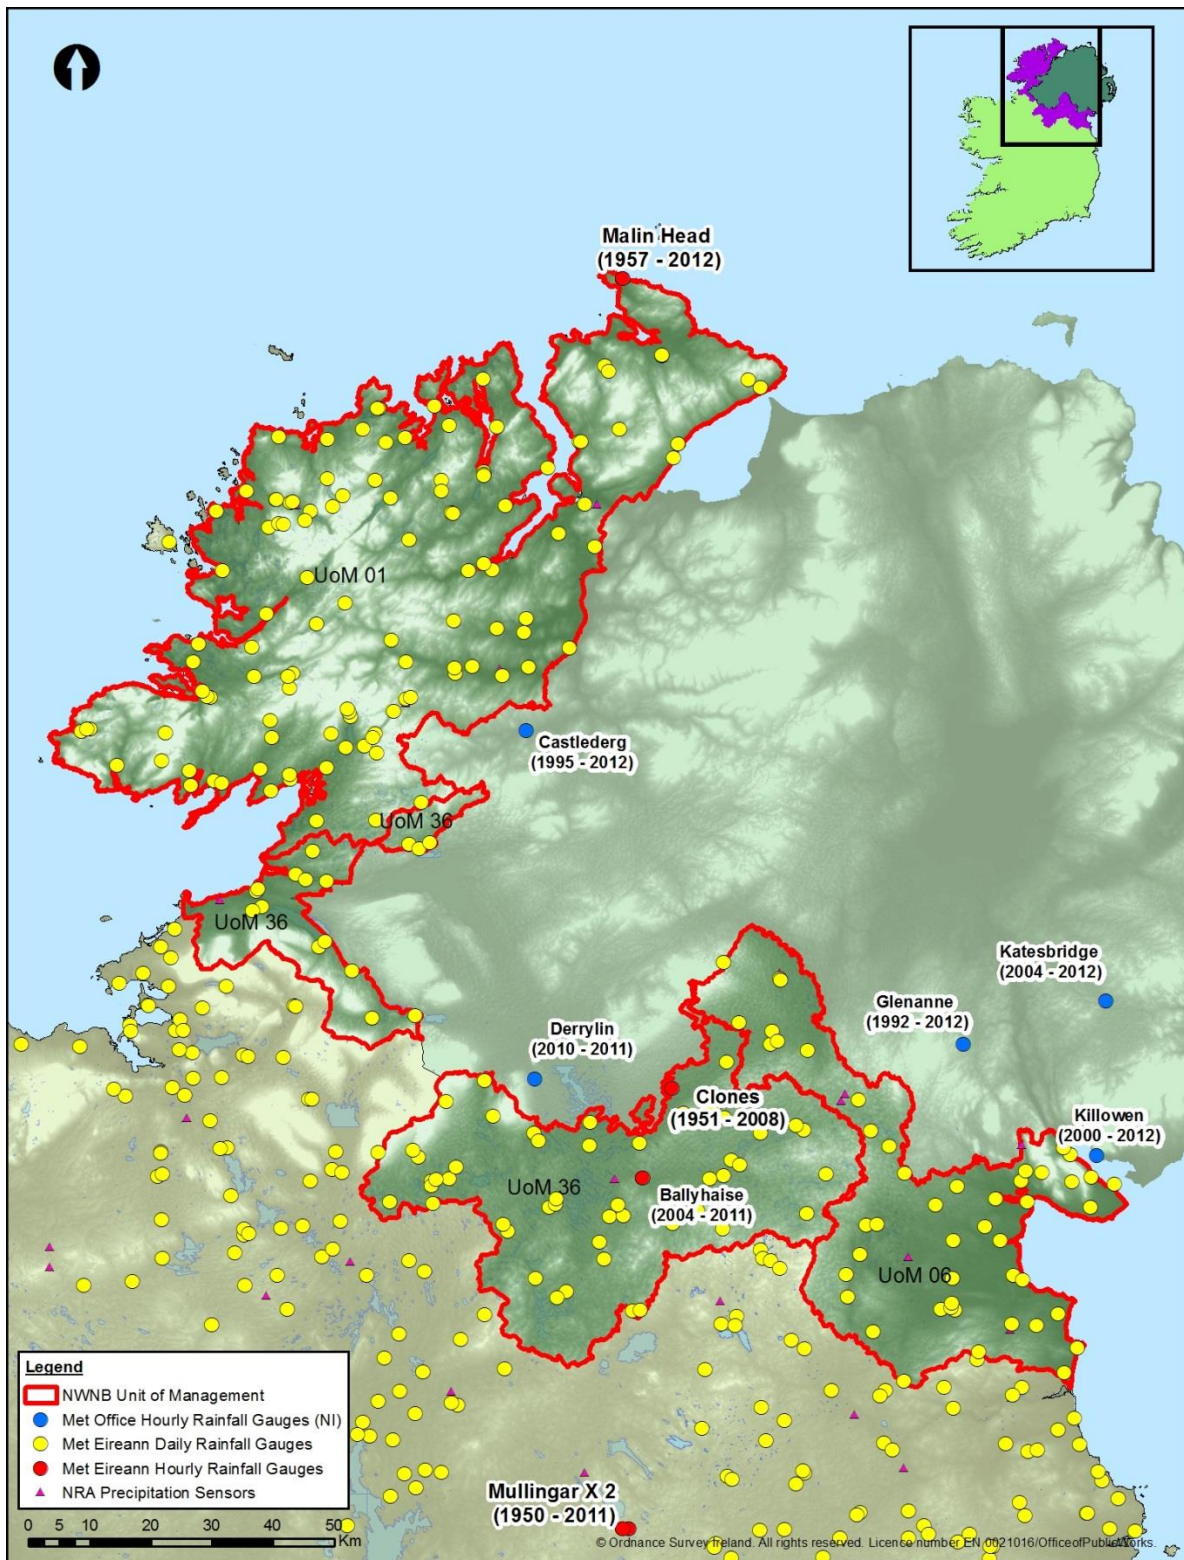 Malin Head
(1957 - 2012)
UoM 01
Castlederg
(1995 - 2012)
UoM 36
UoM 36
Katesbridge
(2004 - 2012)
Glenanne
(1992 - 2012)
Derrylin
(2010 - 2011)
Clones
(1951 - 2008)
Killowen
(2000 - 2012)
UoM 36
Ballyhaise
(2004 - 2011)
UoM 06
Legend
NWNB Unit of Management
Met Office Hourly Rainfall Gauges (NI)
Met Eireann Daily Rainfall Gauges
Met Eireann Hourly Rainfall Gauges
NRA Precipitation Sensors
0 5 10 20 30 40 50
Km
Mullingar X 2
(1950 - 2011)
© Ordnance Survey Ireland. All rights reserved. Licence number EN 0021016/OfficeofPublicWorks.